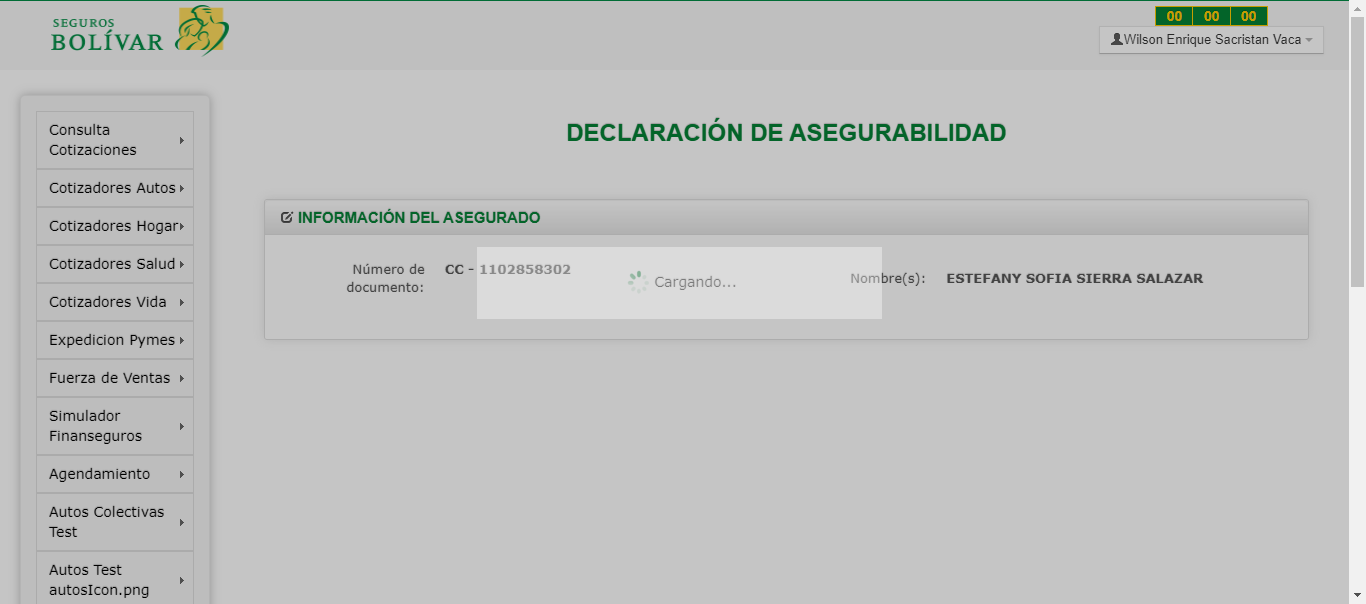 SEGUROS
BOLÍVAR
00 00 00
Wilson Enrique Sacristan Vaca
Consulta
Cotizaciones
Cotizadores Autos
Cotizadores Hogar
Cotizadores Salud
Cotizadores Vida
Expedicion Pymes
Fuerza de Ventas
Simulador
Finanseguros
Agendamiento
Autos Colectivas
Test
Autos Test
autosIcon.png
DECLARACIÓN DE ASEGURABILIDAD
INFORMACIÓN DEL ASEGURADO
Número de
documento:
CC - 1102858302
Cargando...
Nombre(s):
ESTEFANY SOFIA SIERRA SALAZAR